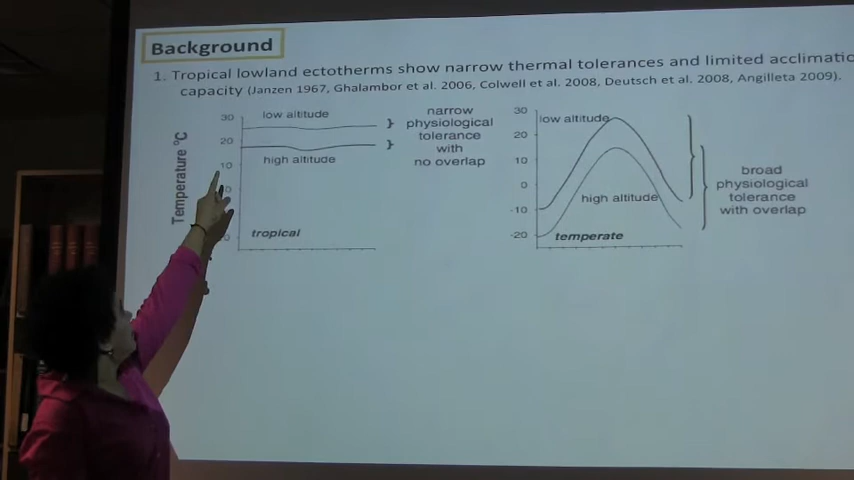 Background
1. Tropical lowland ectotherms show narrow thermal tolerances and limited acclimatio
capacity (Janzen 1967, Ghalambor et al. 2006, Colwell et al. 2008, Deutsch et al. 2008, Angilleta 2009).
Temperature °C
30
20
10
0
low altitude
high altitude
tropical
narrow
physiological
tolerance
with
no overlap
30
20
10
0
-10
-20
low altitude
high altitude
temperate
broad
physiological
tolerance
with overlap